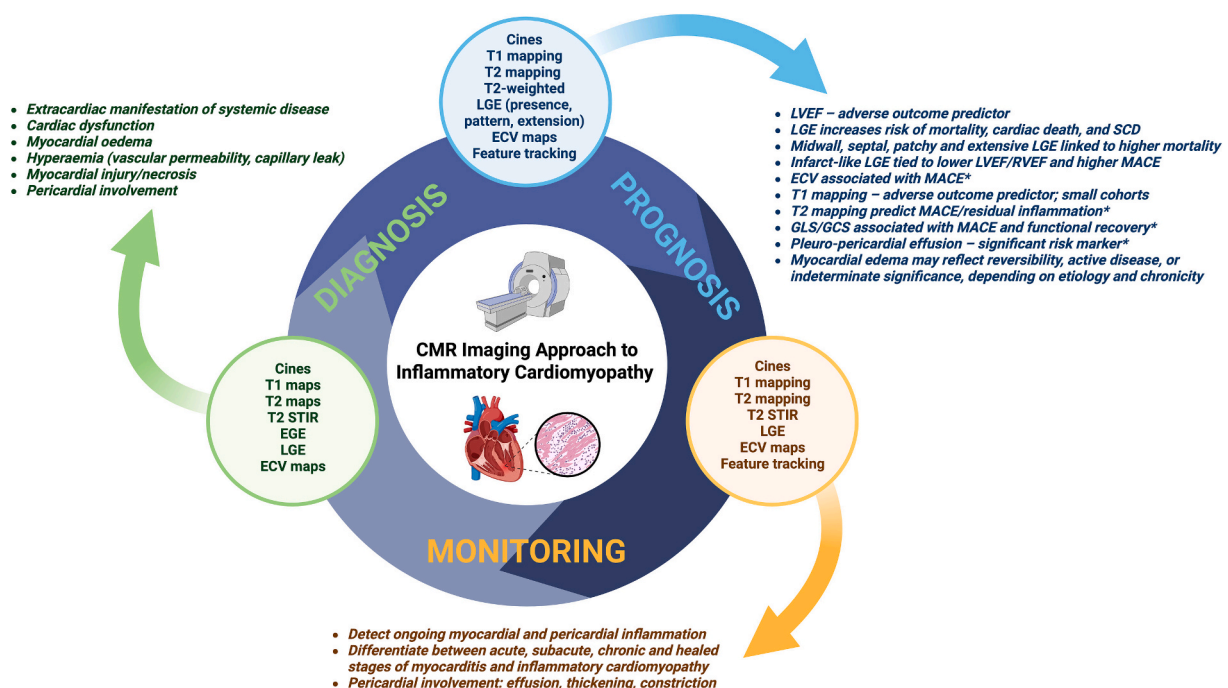 Cines
T1 mapping
T2 mapping
T2-weighted
LGE (presence,
pattern, extension)
ECV maps
Feature tracking
• Extracardiac manifestation of systemic disease
• Cardiac dysfunction
• Myocardial oedema
• Hyperaemia (vascular permeability, capillary leak)
• Myocardial injury/necrosis
• Pericardial involvement
• LVEF – adverse outcome predictor
• LGE increases risk of mortality, cardiac death, and SCD
• Midwall, septal, patchy and extensive LGE linked to higher mortality
• Infarct-like LGE tied to lower LVEF/RVEF and higher MACE
• ECV associated with MACE*
• T1 mapping – adverse outcome predictor; small cohorts
• T2 mapping predict MACE/residual inflammation*
• GLS/GCS associated with MACE and functional recovery*
• Pleuro-pericardial effusion – significant risk marker*
• Myocardial edema may reflect reversibility, active disease, or
indeterminate significance, depending on etiology and chronicity
DIAGNOSIS
PROGNOSIS
CMR Imaging Approach to
Inflammatory Cardiomyopathy
Cines
T1 maps
T2 maps
T2 STIR
EGE
LGE
ECV maps
Cines
T1 mapping
T2 mapping
T2 STIR
LGE
ECV maps
Feature tracking
MONITORING
• Detect ongoing myocardial and pericardial inflammation
• Differentiate between acute, subacute, chronic and healed
stages of myocarditis and inflammatory cardiomyopathy
• Pericardial involvement: effusion, thickening, constriction